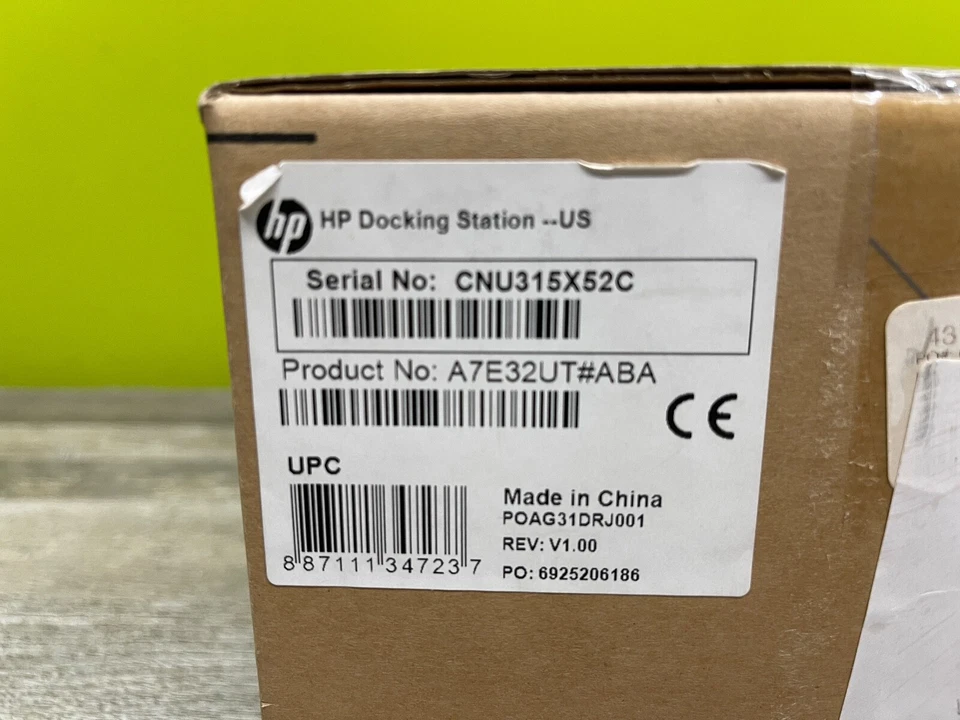 hp HP Docking Station --US
Serial No: CNU315X52C
Product No: A7E32UT#ABA
CE
UPC
8 87111 34723 7
Made in China
POAG31DRJ001
REV: V1.00
PO: 6925206186
43